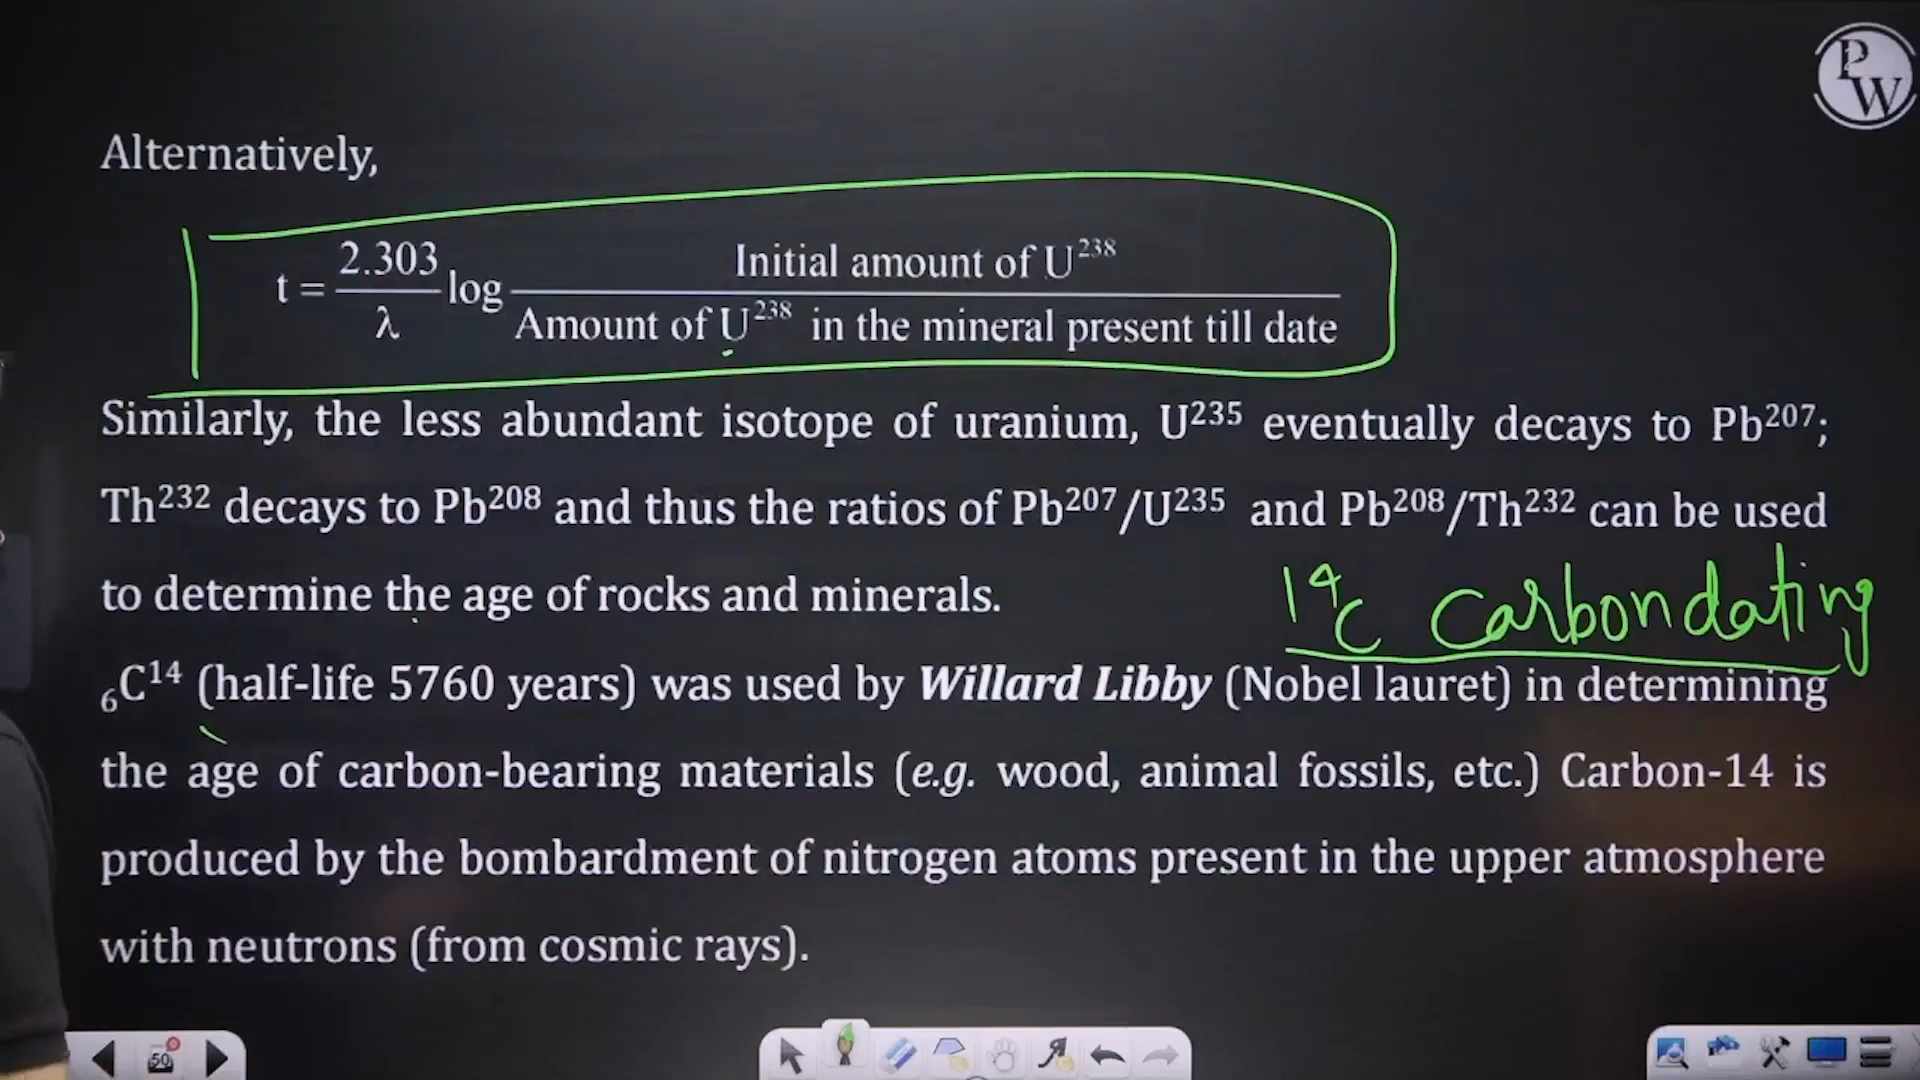 PW
Alternatively,
t = 2.303/λ log Initial amount of U²³⁸ / Amount of U²³⁸ in the mineral present till date
Similarly, the less abundant isotope of uranium, U²³⁵ eventually decays to Pb²⁰⁷;
Th²³² decays to Pb²⁰⁸ and thus the ratios of Pb²⁰⁷/U²³⁵ and Pb²⁰⁸/Th²³² can be used
to determine the age of rocks and minerals.
¹⁴C Carbondating
₆C¹⁴ (half-life 5760 years) was used by Willard Libby (Nobel lauret) in determining
the age of carbon-bearing materials (e.g. wood, animal fossils, etc.) Carbon-14 is
produced by the bombardment of nitrogen atoms present in the upper atmosphere
with neutrons (from cosmic rays).
50